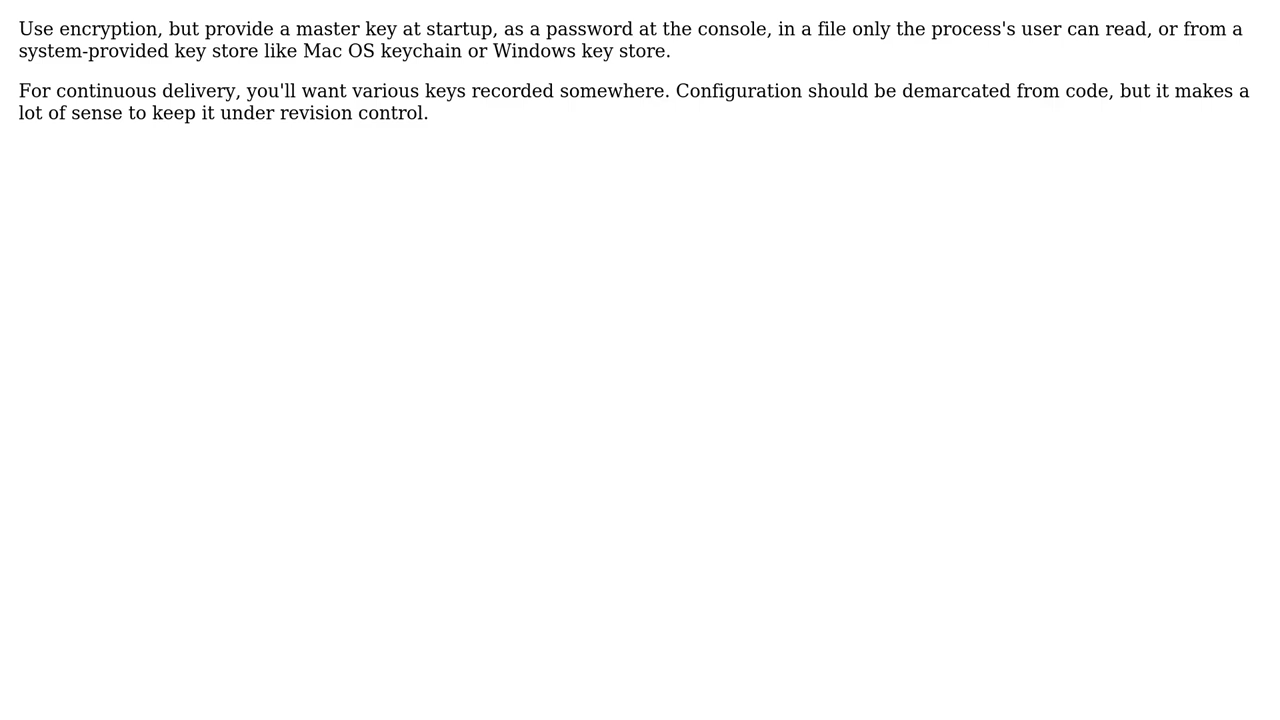 Use encryption, but provide a master key at startup, as a password at the console, in a file only the process's user can read, or from a
system-provided key store like Mac OS keychain or Windows key store.
For continuous delivery, you'll want various keys recorded somewhere. Configuration should be demarcated from code, but it makes a
lot of sense to keep it under revision control.